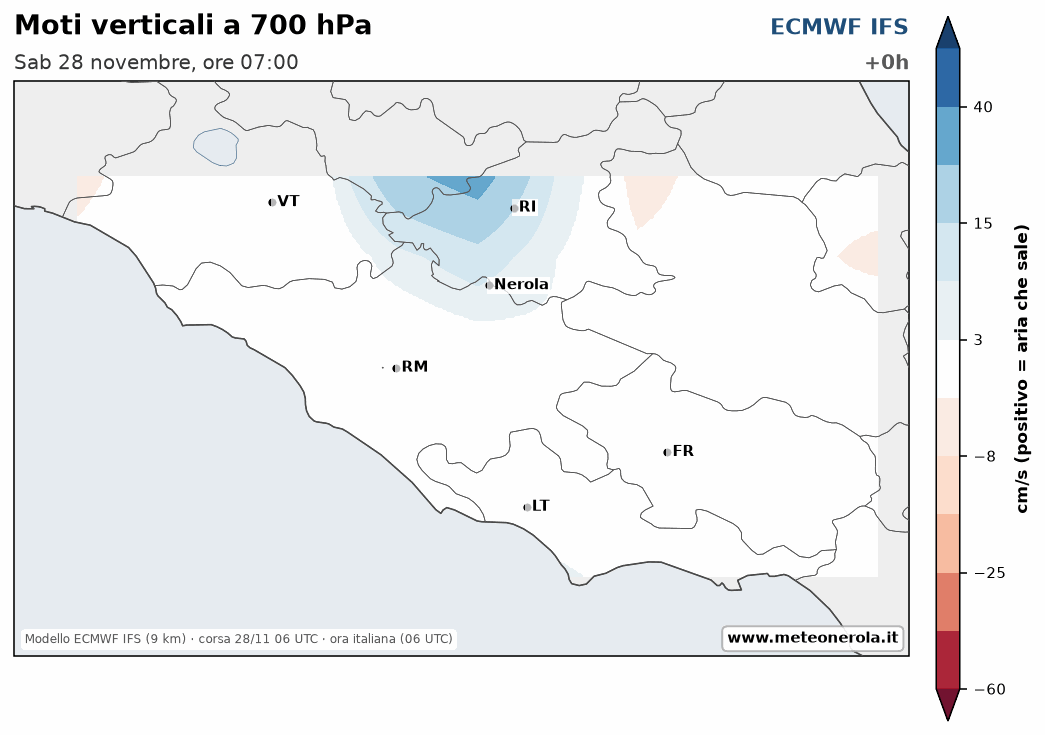 Moti verticali a 700 hPa
ECMWF IFS
Sab 28 novembre, ore 07:00
+0h
VT
RI
Nerola
RM
FR
LT
40
15
3
−8
−25
−60
cm/s (positivo = aria che sale)
Modello ECMWF IFS (9 km) · corsa 28/11 06 UTC · ora italiana (06 UTC)
www.meteonerola.it